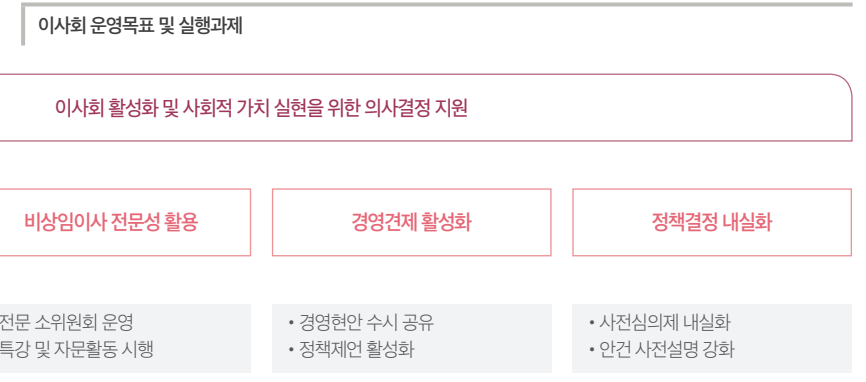 이사회 운영목표 및 실행과제
이사회 활성화 및 사회적 가치 실현을 위한 의사결정 지원
비상임이사 전문성 활용
경영견제 활성화
정책결정 내실화
전문 소위원회 운영
특강 및 자문활동 시행
• 경영현안 수시 공유
• 정책제언 활성화
• 사전심의제 내실화
• 안건 사전설명 강화